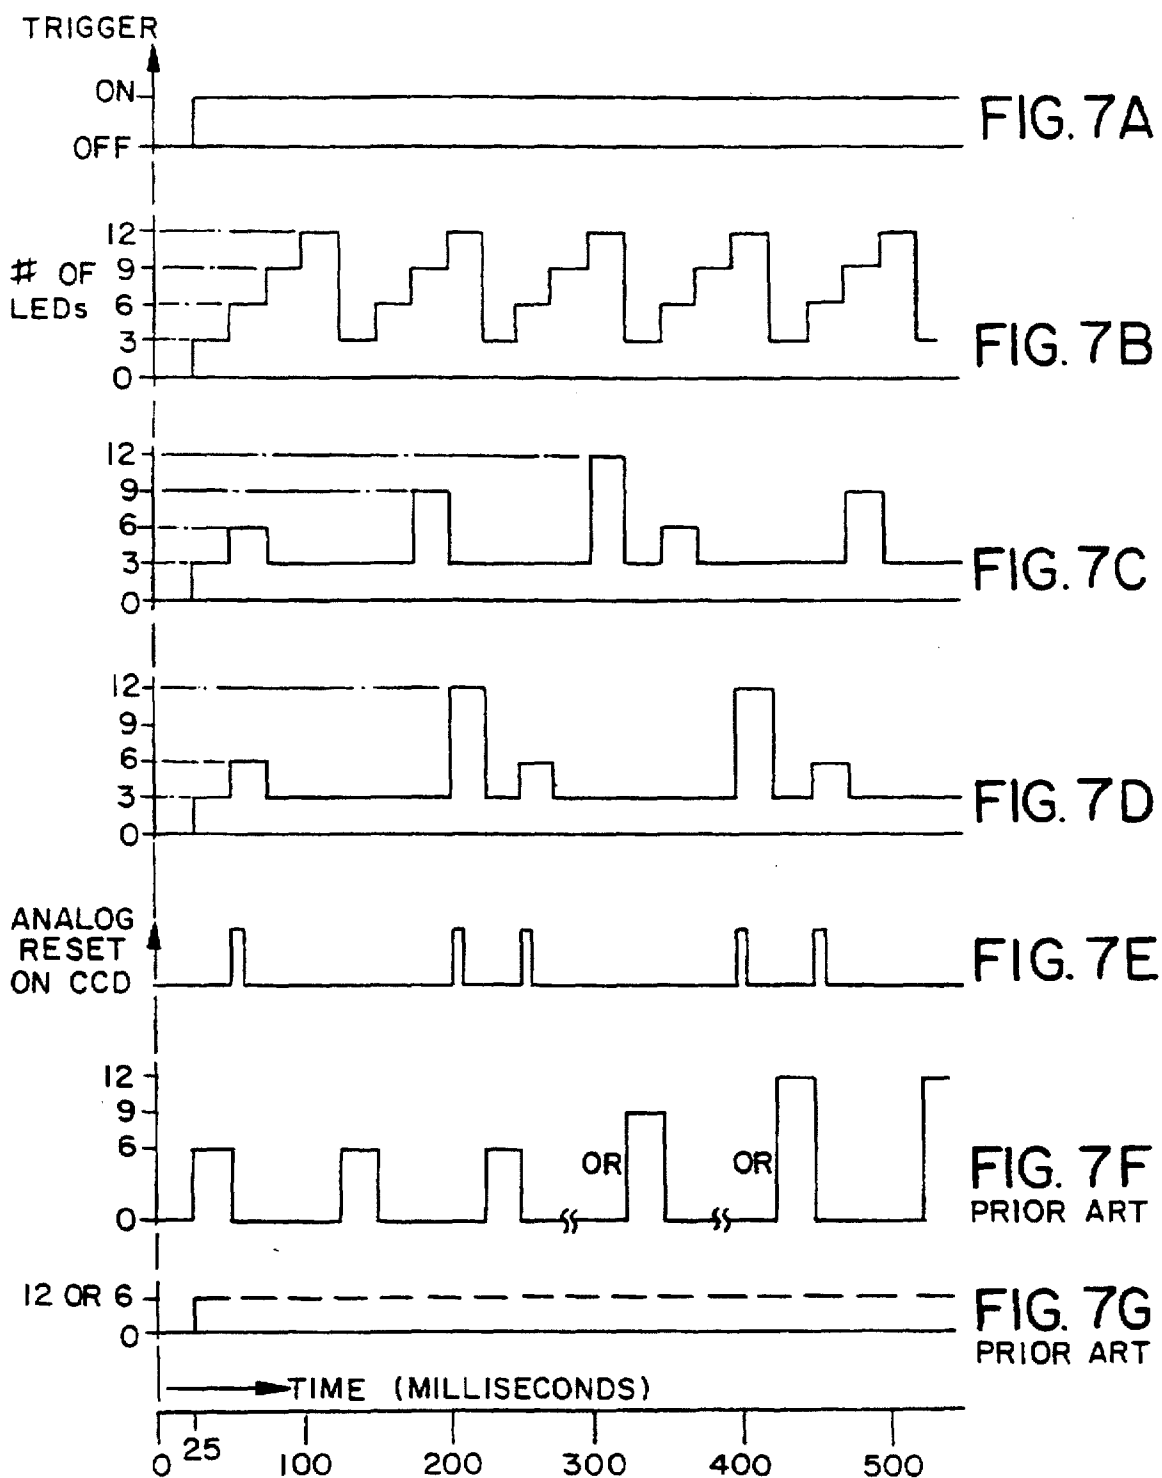 TRIGGER
ON
OFF
FIG. 7A
# OF
LEDs
12
9
6
3
0
FIG. 7B
12
9
6
3
0
FIG. 7C
12
9
6
3
0
FIG. 7D
ANALOG
RESET
ON CCD
FIG. 7E
12
9
6
0
OR
OR
FIG. 7F
PRIOR ART
12 OR 6
0
FIG. 7G
PRIOR ART
TIME (MILLISECONDS)
0 25 100 200 300 400 500